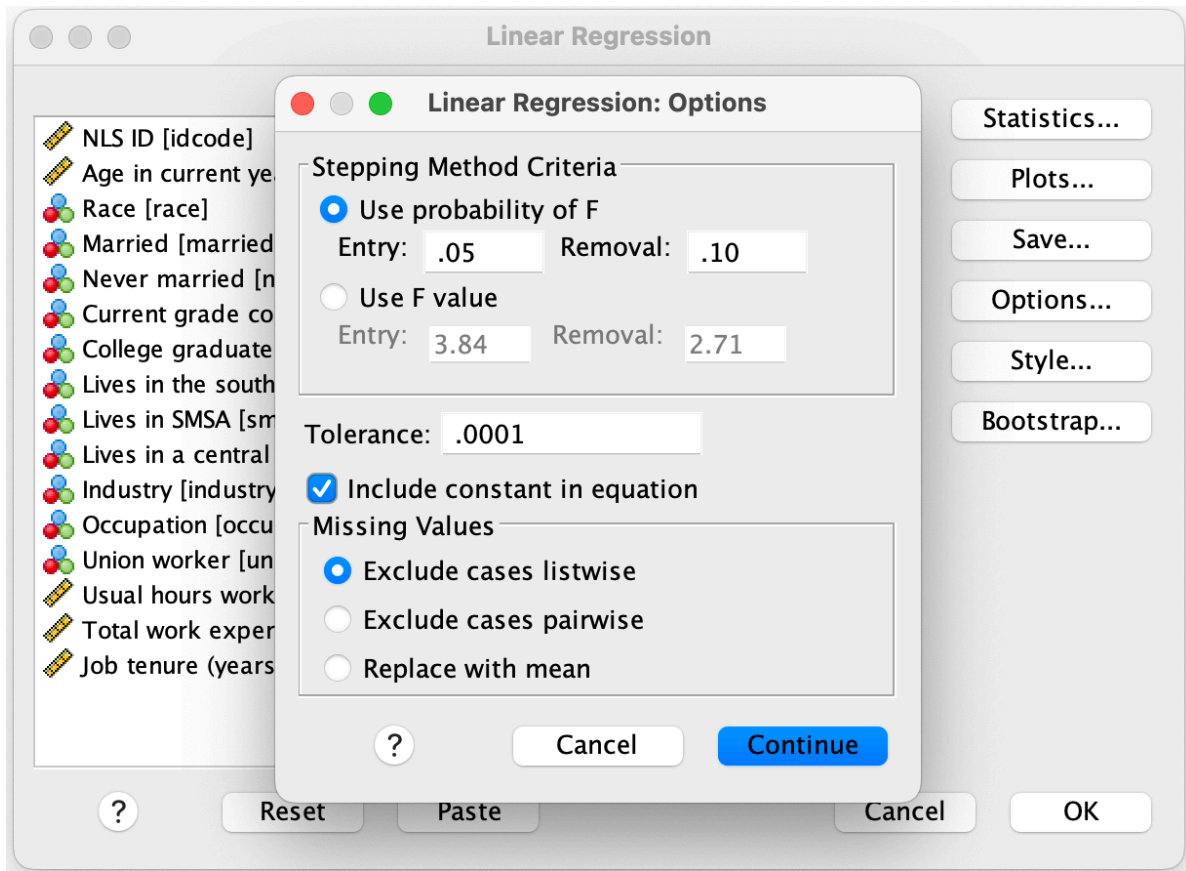 Linear Regression
NLS ID [idcode]
Age in current ye
Race [race]
Married [married
Never married [n
Current grade co
College graduate
Lives in the south
Lives in SMSA [sm
Lives in a central
Industry [industry
Occupation [occu
Union worker [un
Usual hours work
Total work exper
Job tenure (years
Linear Regression: Options
Stepping Method Criteria
Use probability of F
Entry: .05 Removal: .10
Use F value
Entry: 3.84 Removal: 2.71
Tolerance: .0001
Include constant in equation
Missing Values
Exclude cases listwise
Exclude cases pairwise
Replace with mean
? Cancel Continue
Statistics...
Plots...
Save...
Options...
Style...
Bootstrap...
? Reset Paste Cancel OK